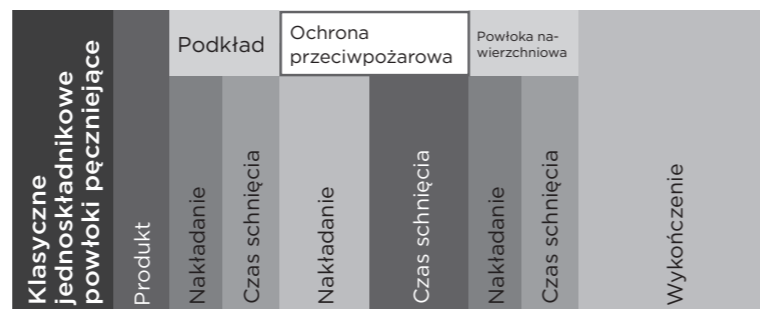 Klasyczne
jednoskładnikowe
powłoki pęczniejące
Produkt
Podkład
Nakładanie
Czas schnięcia
Ochrona
przeciwpożarowa
Nakładanie
Czas schnięcia
Powłoka na-
wierzchniowa
Nakładanie
Czas schnięcia
Wykończenie